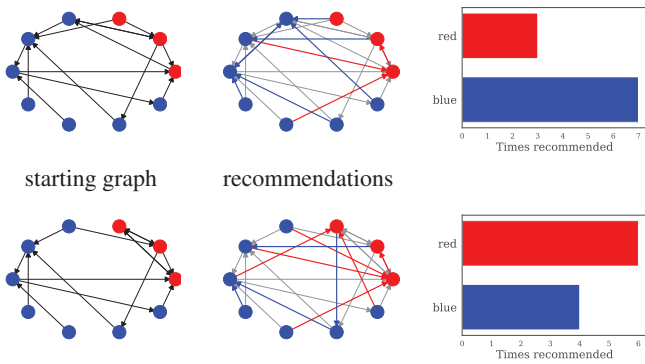 red
blue
0 1 2 3 4 5 6 7
Times recommended
starting graph recommendations
red
blue
0 1 2 3 4 5 6
Times recommended